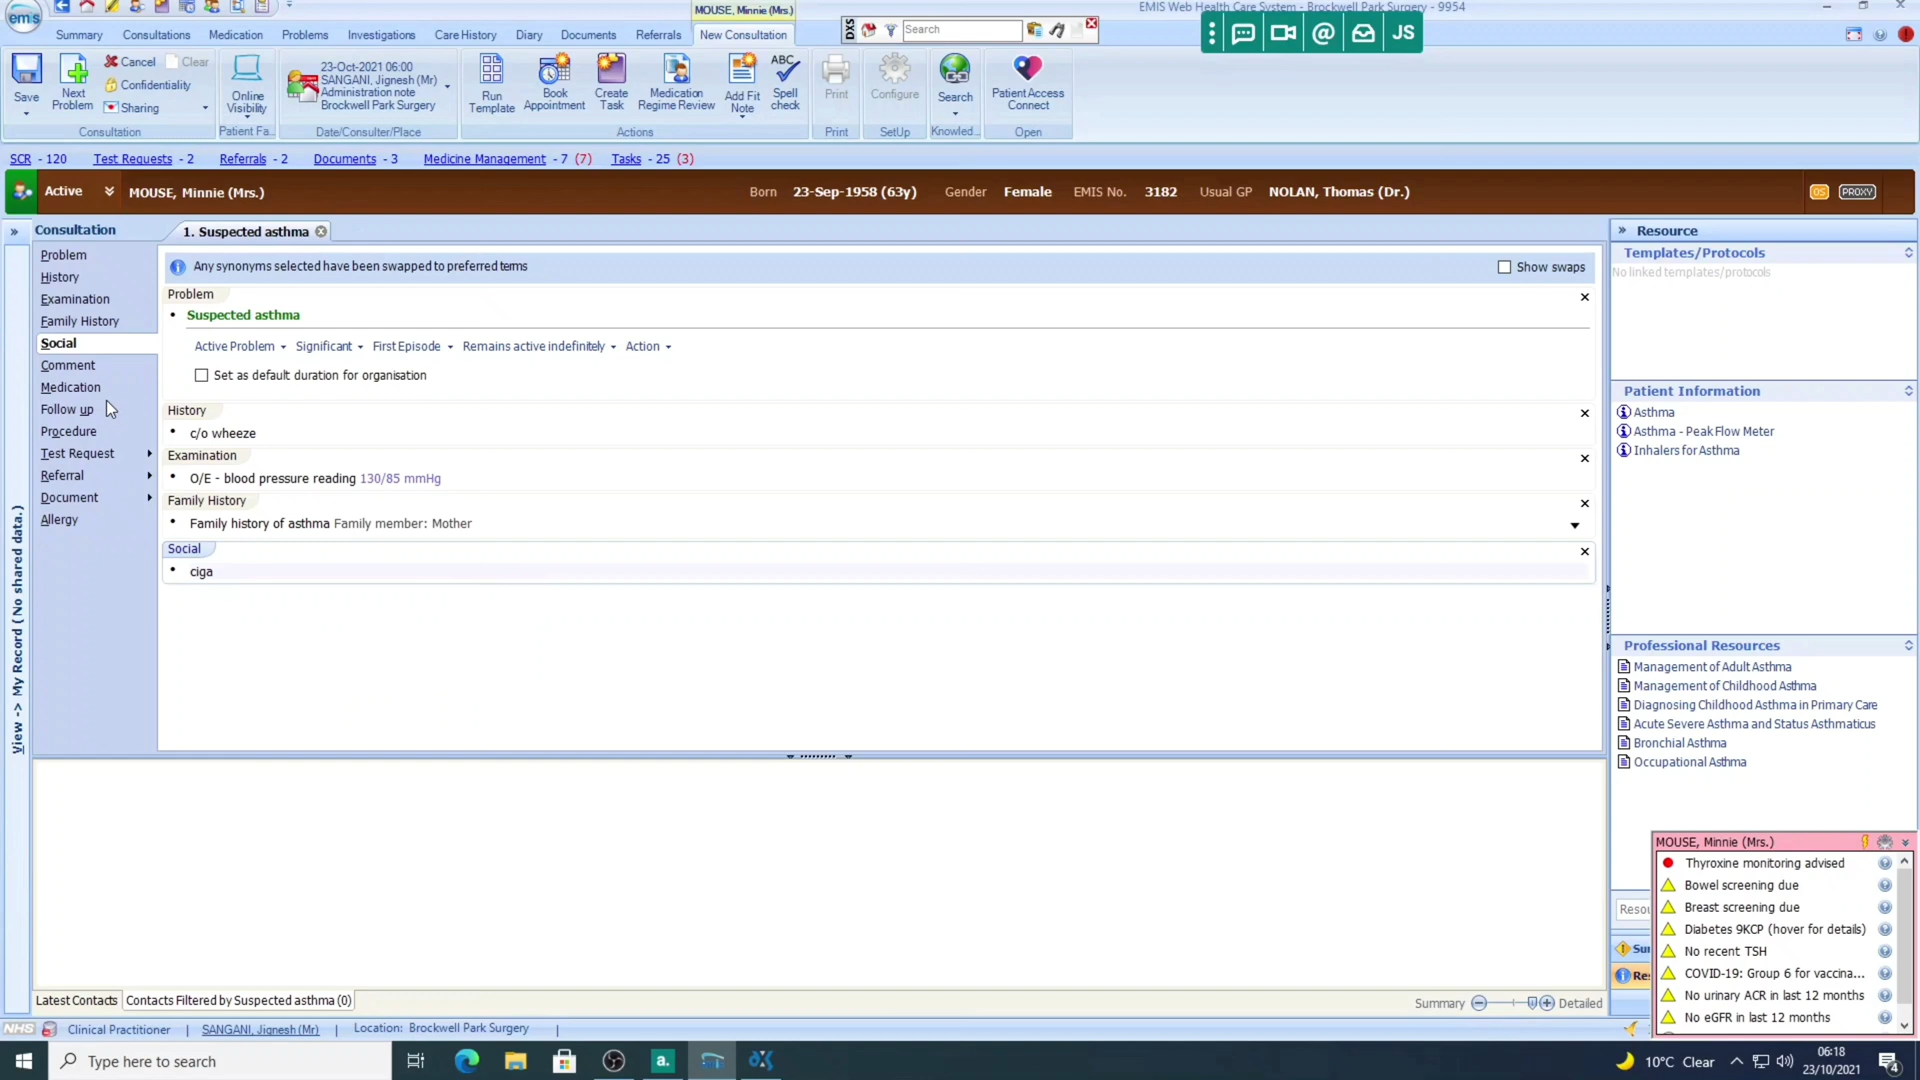 emis
MOUSE, Minnie (Mrs.)
EMIS Web Health Care System - Brockwell Park Surgery - 9954
Summary Consultations Medication Problems Investigations Care History Diary Documents Referrals New Consultation
DXS Search
JS
Save
Next Problem
Cancel Clear
Confidentiality
Sharing
Consultation
Online Visibility
Patient Fa...
23-Oct-2021 06:00
SANGANI, Jignesh (Mr)
Administration note
Brockwell Park Surgery
Date/Consulter/Place
Run Template
Book Appointment
Create Task
Medication Regime Review
Add Fit Note
ABC
Spell check
Actions
Print
Print
Configure
SetUp
Search
Knowled...
Patient Access Connect
Open
SCR - 120 Test Requests - 2 Referrals - 2 Documents - 3 Medicine Management - 7 (7) Tasks - 25 (3)
Active MOUSE, Minnie (Mrs.) Born 23-Sep-1958 (63y) Gender Female EMIS No. 3182 Usual GP NOLAN, Thomas (Dr.) OS PROXY
View -> My Record (No shared data.)
Consultation
Problem
History
Examination
Family History
Social
Comment
Medication
Follow up
Procedure
Test Request
Referral
Document
Allergy
1. Suspected asthma
Any synonyms selected have been swapped to preferred terms Show swaps
Problem
Suspected asthma
Active Problem Significant First Episode Remains active indefinitely Action
Set as default duration for organisation
History
c/o wheeze
Examination
O/E - blood pressure reading 130/85 mmHg
Family History
Family history of asthma Family member: Mother
Social
ciga
Resource
Templates/Protocols
No linked templates/protocols
Patient Information
Asthma
Asthma - Peak Flow Meter
Inhalers for Asthma
Professional Resources
Management of Adult Asthma
Management of Childhood Asthma
Diagnosing Childhood Asthma in Primary Care
Acute Severe Asthma and Status Asthmaticus
Bronchial Asthma
Occupational Asthma
Resou
Sur
Res
MOUSE, Minnie (Mrs.)
Thyroxine monitoring advised
Bowel screening due
Breast screening due
Diabetes 9KCP (hover for details)
No recent TSH
COVID-19: Group 6 for vaccina...
No urinary ACR in last 12 months
No eGFR in last 12 months
Latest Contacts Contacts Filtered by Suspected asthma (0) Summary Detailed
NHS Clinical Practitioner | SANGANI, Jignesh (Mr) | Location: Brockwell Park Surgery |
Type here to search
a.
10°C Clear
06:18
23/10/2021
4